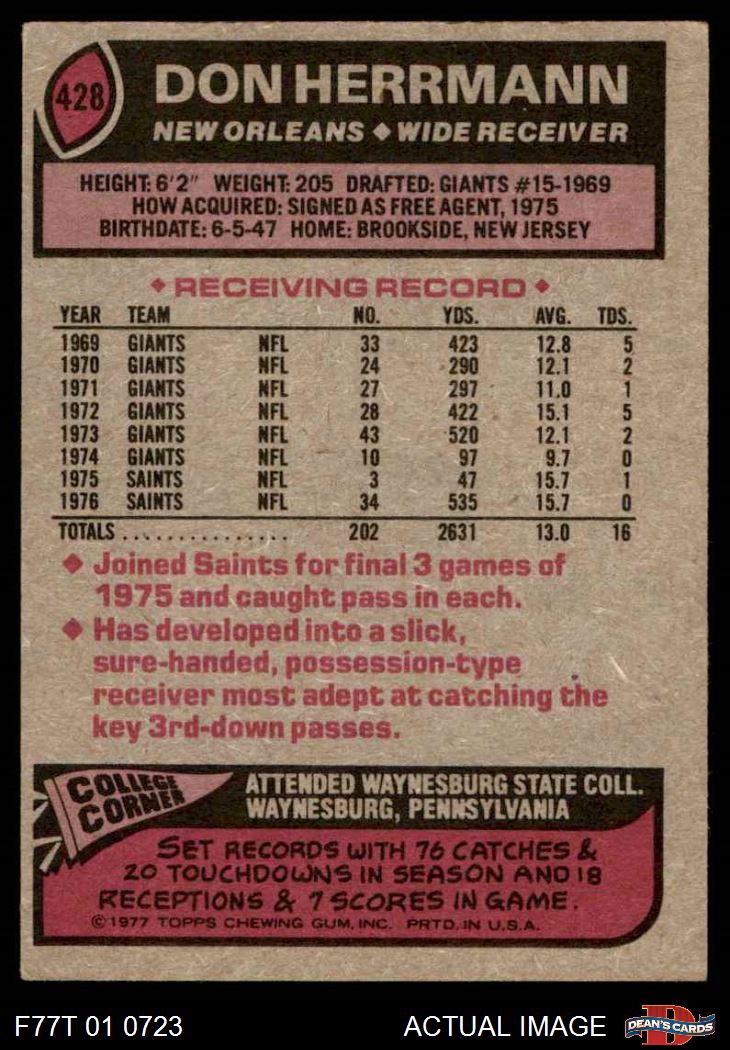 428
DON HERRMANN
NEW ORLEANS ◆ WIDE RECEIVER
HEIGHT: 6'2" WEIGHT: 205 DRAFTED: GIANTS #15-1969
HOW ACQUIRED: SIGNED AS FREE AGENT, 1975
BIRTHDATE: 6-5-47 HOME: BROOKSIDE, NEW JERSEY
◆ RECEIVING RECORD ◆
YEAR TEAM NO. YDS. AVG. TDS.
1969 GIANTS NFL 33 423 12.8 5
1970 GIANTS NFL 24 290 12.1 2
1971 GIANTS NFL 27 297 11.0 1
1972 GIANTS NFL 28 422 15.1 5
1973 GIANTS NFL 43 520 12.1 2
1974 GIANTS NFL 10 97 9.7 0
1975 SAINTS NFL 3 47 15.7 1
1976 SAINTS NFL 34 535 15.7 0
TOTALS ............... 202 2631 13.0 16
◆ Joined Saints for final 3 games of
1975 and caught pass in each.
◆ Has developed into a slick,
sure-handed, possession-type
receiver most adept at catching the
key 3rd-down passes.
COLLEGE
CORNER
ATTENDED WAYNESBURG STATE COLL.
WAYNESBURG, PENNSYLVANIA
SET RECORDS WITH 76 CATCHES &
20 TOUCHDOWNS IN SEASON AND 18
RECEPTIONS & 7 SCORES IN GAME.
© 1977 TOPPS CHEWING GUM, INC. PRTD. IN U.S.A.
F77T 01 0723 ACTUAL IMAGE
D
DEAN'S CARDS